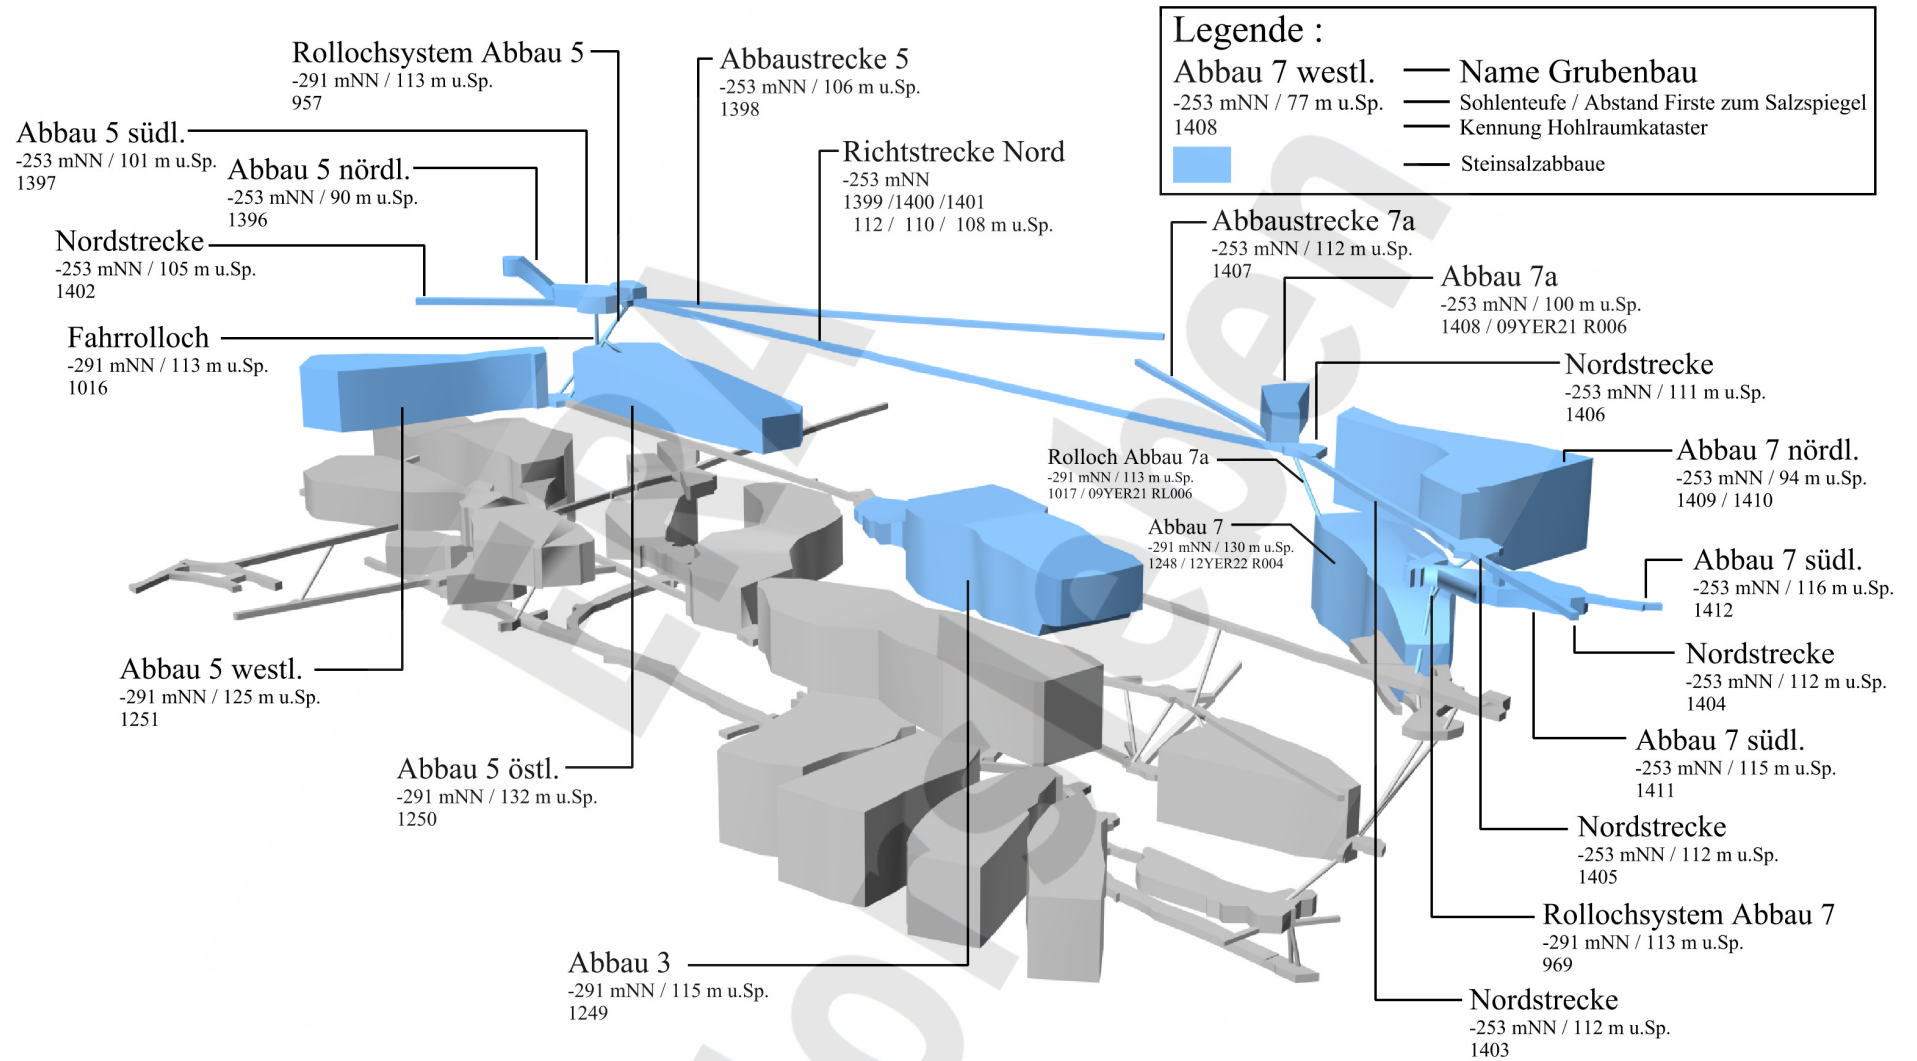 Legende :
Abbau 7 westl.
-253 mNN / 77 m u.Sp.
1408
Name Grubenbau
Sohlenteufe / Abstand Firste zum Salzspiegel
Kennung Hohlraumkataster
Steinsalzabbaue
Rollochsystem Abbau 5
-291 mNN / 113 m u.Sp.
957
Abbaustrecke 5
-253 mNN / 106 m u.Sp.
1398
Abbau 5 südl.
-253 mNN / 101 m u.Sp.
1397
Abbau 5 nördl.
-253 mNN / 90 m u.Sp.
1396
Richtstrecke Nord
-253 mNN
1399 /1400 /1401
112 / 110 / 108 m u.Sp.
Nordstrecke
-253 mNN / 105 m u.Sp.
1402
Fahrrolloch
-291 mNN / 113 m u.Sp.
1016
Abbaustrecke 7a
-253 mNN / 112 m u.Sp.
1407
Abbau 7a
-253 mNN / 100 m u.Sp.
1408 / 09YER21 R006
Nordstrecke
-253 mNN / 111 m u.Sp.
1406
Abbau 7 nördl.
-253 mNN / 94 m u.Sp.
1409 / 1410
Rolloch Abbau 7a
-291 mNN / 113 m u.Sp.
1017 / 09YER21 RL006
Abbau 7
-291 mNN / 130 m u.Sp.
1248 / 12YER22 R004
Abbau 7 südl.
-253 mNN / 116 m u.Sp.
1412
Nordstrecke
-253 mNN / 112 m u.Sp.
1404
Abbau 7 südl.
-253 mNN / 115 m u.Sp.
1411
Nordstrecke
-253 mNN / 112 m u.Sp.
1405
Rollochsystem Abbau 7
-291 mNN / 113 m u.Sp.
969
Nordstrecke
-253 mNN / 112 m u.Sp.
1403
Abbau 5 westl.
-291 mNN / 125 m u.Sp.
1251
Abbau 5 östl.
-291 mNN / 132 m u.Sp.
1250
Abbau 3
-291 mNN / 115 m u.Sp.
1249